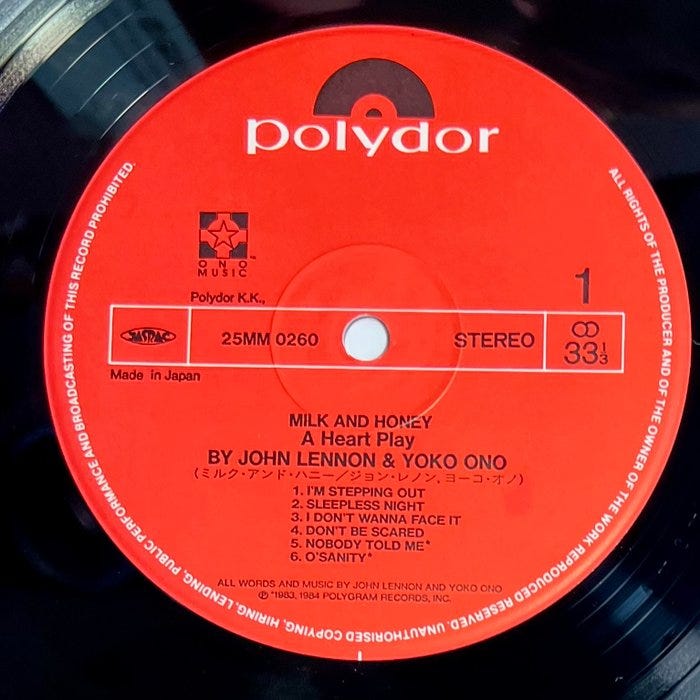 polydor
ONO
MUSIC
TM
1
Polydor K.K.,
JASRAC
25MM 0260
STEREO
33 1/3
Made in Japan
MILK AND HONEY
A Heart Play
BY JOHN LENNON & YOKO ONO
(ミルク・アンド・ハニー/ジョン・レノン, ヨーコ・オノ)
1. I'M STEPPING OUT
2. SLEEPLESS NIGHT
3. I DON'T WANNA FACE IT
4. DON'T BE SCARED
5. NOBODY TOLD ME*
6. O'SANITY*
ALL WORDS AND MUSIC BY JOHN LENNON AND YOKO ONO
℗ *1983, 1984 POLYGRAM RECORDS, INC.
ALL RIGHTS OF THE PRODUCER AND OF THE OWNER OF THE WORK REPRODUCED RESERVED. UNAUTHORISED COPYING, HIRING, LENDING, PUBLIC PERFORMANCE AND BROADCASTING OF THIS RECORD PROHIBITED.